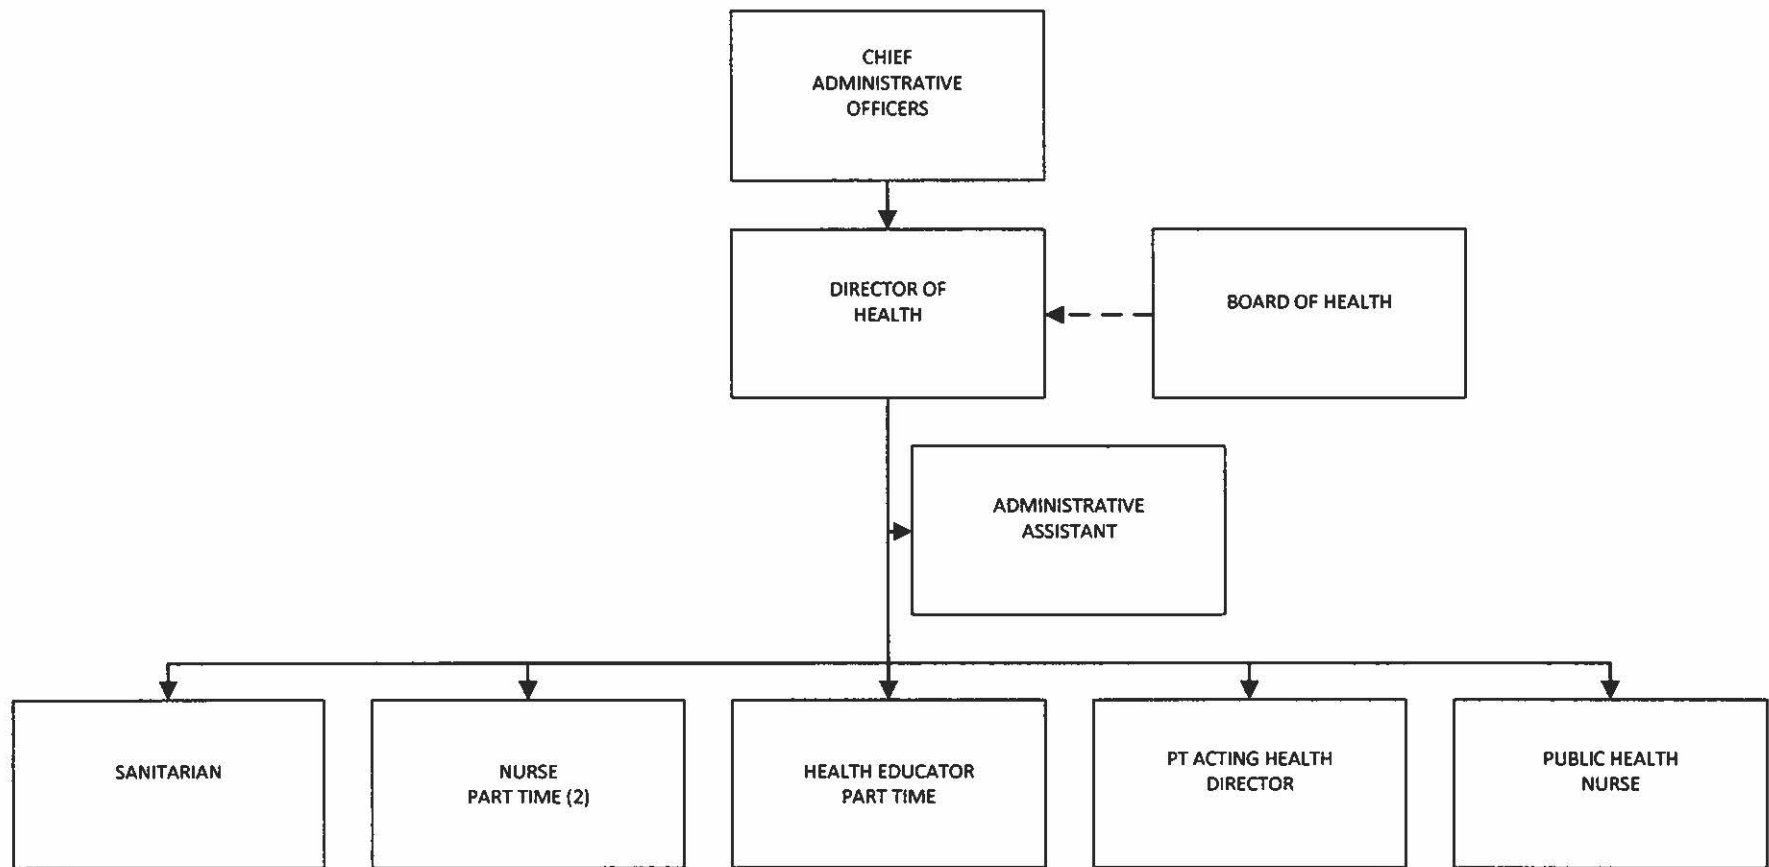 CHIEF
ADMINISTRATIVE
OFFICERS
DIRECTOR OF
HEALTH
BOARD OF HEALTH
ADMINISTRATIVE
ASSISTANT
SANITARIAN
NURSE
PART TIME (2)
HEALTH EDUCATOR
PART TIME
PT ACTING HEALTH
DIRECTOR
PUBLIC HEALTH
NURSE